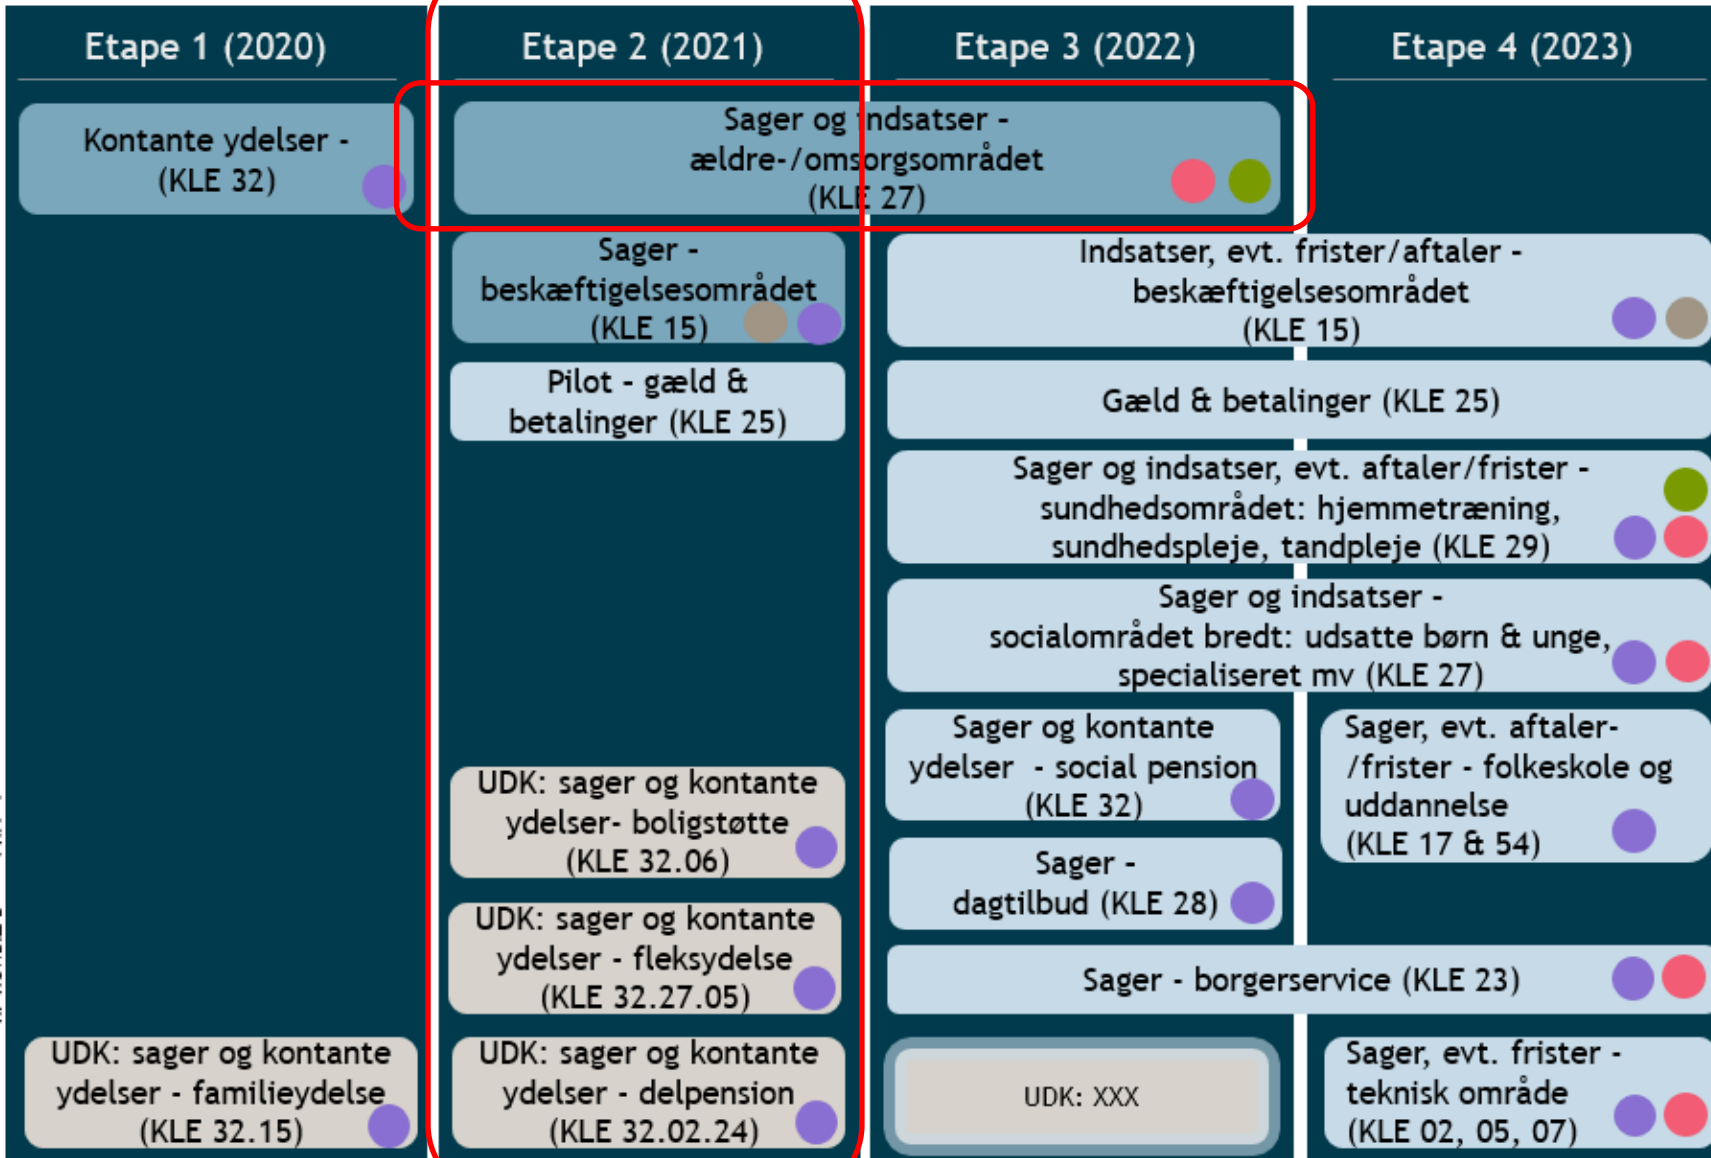 Etape 1 (2020)
Etape 2 (2021)
Etape 3 (2022)
Etape 4 (2023)
Kontante ydelser -
(KLE 32)
Sager og indsatser -
ældre-/omsorgsområdet
(KLE 27)
Sager -
beskæftigelsesområdet
(KLE 15)
Indsatser, evt. frister/aftaler -
beskæftigelsesområdet
(KLE 15)
Pilot - gæld &
betalinger (KLE 25)
Gæld & betalinger (KLE 25)
Sager og indsatser, evt. aftaler/frister -
sundhedsområdet: hjemmetræning,
sundhedspleje, tandpleje (KLE 29)
Sager og indsatser -
socialområdet bredt: udsatte børn & unge,
specialiseret mv (KLE 27)
Sager og kontante
ydelser - social pension
(KLE 32)
Sager, evt. aftaler-
/frister - folkeskole og
uddannelse
(KLE 17 & 54)
UDK: sager og kontante
ydelser- boligstøtte
(KLE 32.06)
Sager -
dagtilbud (KLE 28)
UDK: sager og kontante
ydelser - fleksydelse
(KLE 32.27.05)
Sager - borgerservice (KLE 23)
UDK: sager og kontante
ydelser - familieydelse
(KLE 32.15)
UDK: sager og kontante
ydelser - delpension
(KLE 32.02.24)
UDK: XXX
Sager, evt. frister -
teknisk område
(KLE 02, 05, 07)